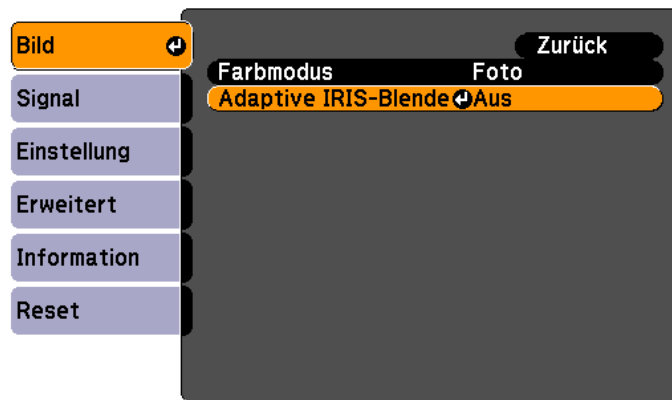 Bild
Signal
Einstellung
Erweitert
Information
Reset
Zurück
Farbmodus Foto
Adaptive IRIS-Blende Aus